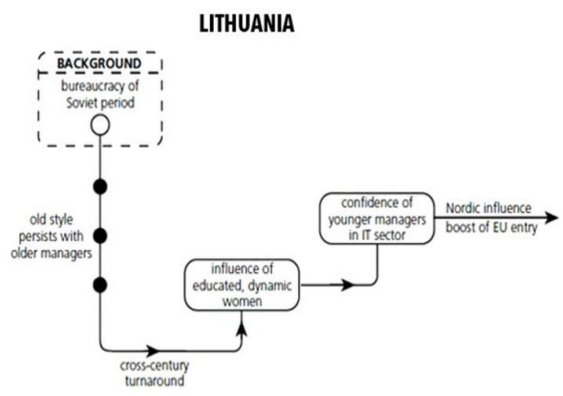 LITHUANIA
BACKGROUND
bureaucracy of
Soviet period
old style
persists with
older managers
cross-century
turnaround
influence of
educated, dynamic
women
confidence of
younger managers
in IT sector
Nordic influence
boost of EU entry